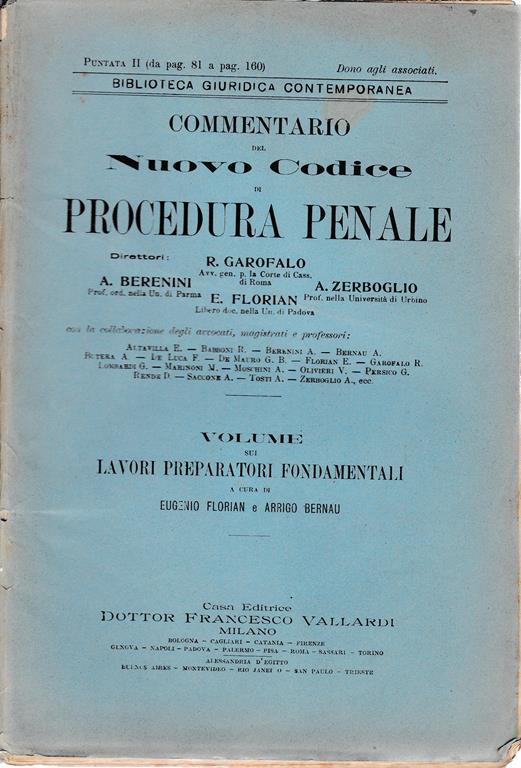 PUNTATA II (da pag. 81 a pag. 160) Dono agli associati.
BIBLIOTECA GIURIDICA CONTEMPORANEA
COMMENTARIO
DEL
Nuovo Codice
DI
PROCEDURA PENALE
Direttori:
R. GAROFALO
Avv. gen. p. la Corte di Cass.
di Roma
A. BERENINI
Prof. ord. nella Un. di Parma
A. ZERBOGLIO
Prof. nella Università di Urbino
E. FLORIAN
Libero doc. nella Un. di Padova
con la collaborazione degli avvocati, magistrati e professori:
ALTAVILLA E. — BABBONI R. — BERENINI A. — BERNAU A.
BUTERA A. — DE LUCA F. — DE MAURO G. B. — FLORIAN E. — GAROFALO R.
LOMBARDI G. — MARINONI M. — MOSCHINI A. — OLIVIERI V. — PERSICO G.
RENDE D. — SACCONE A. — TOSTI A. — ZERBOGLIO A., ecc.
VOLUME
SUI
LAVORI PREPARATORI FONDAMENTALI
A CURA DI
EUGENIO FLORIAN e ARRIGO BERNAU
Casa Editrice
DOTTOR FRANCESCO VALLARDI
MILANO
BOLOGNA — CAGLIARI — CATANIA — FIRENZE
GENOVA — NAPOLI — PADOVA — PALERMO — PISA — ROMA — SASSARI — TORINO
ALESSANDRIA D'EGITTO
BUENOS AIRES — MONTEVIDEO — RIO JANEIRO — SAN PAULO — TRIESTE